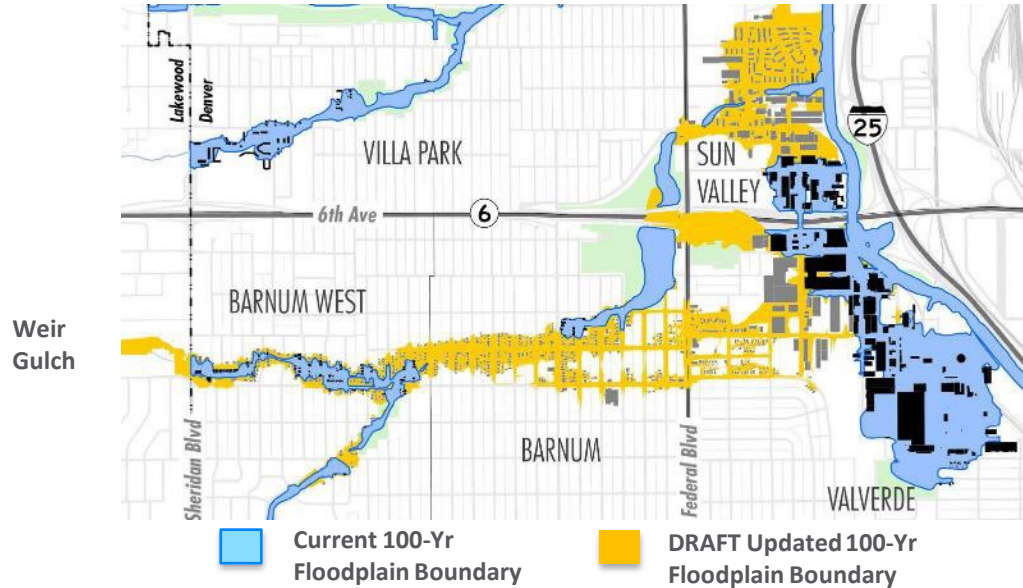 Lakewood
Denver
VILLA PARK
SUN
VALLEY
25
6th Ave
6
BARNUM WEST
Weir
Gulch
Sheridan Blvd
BARNUM
Federal Blvd
VALVERDE
Current 100-Yr
Floodplain Boundary
DRAFT Updated 100-Yr
Floodplain Boundary